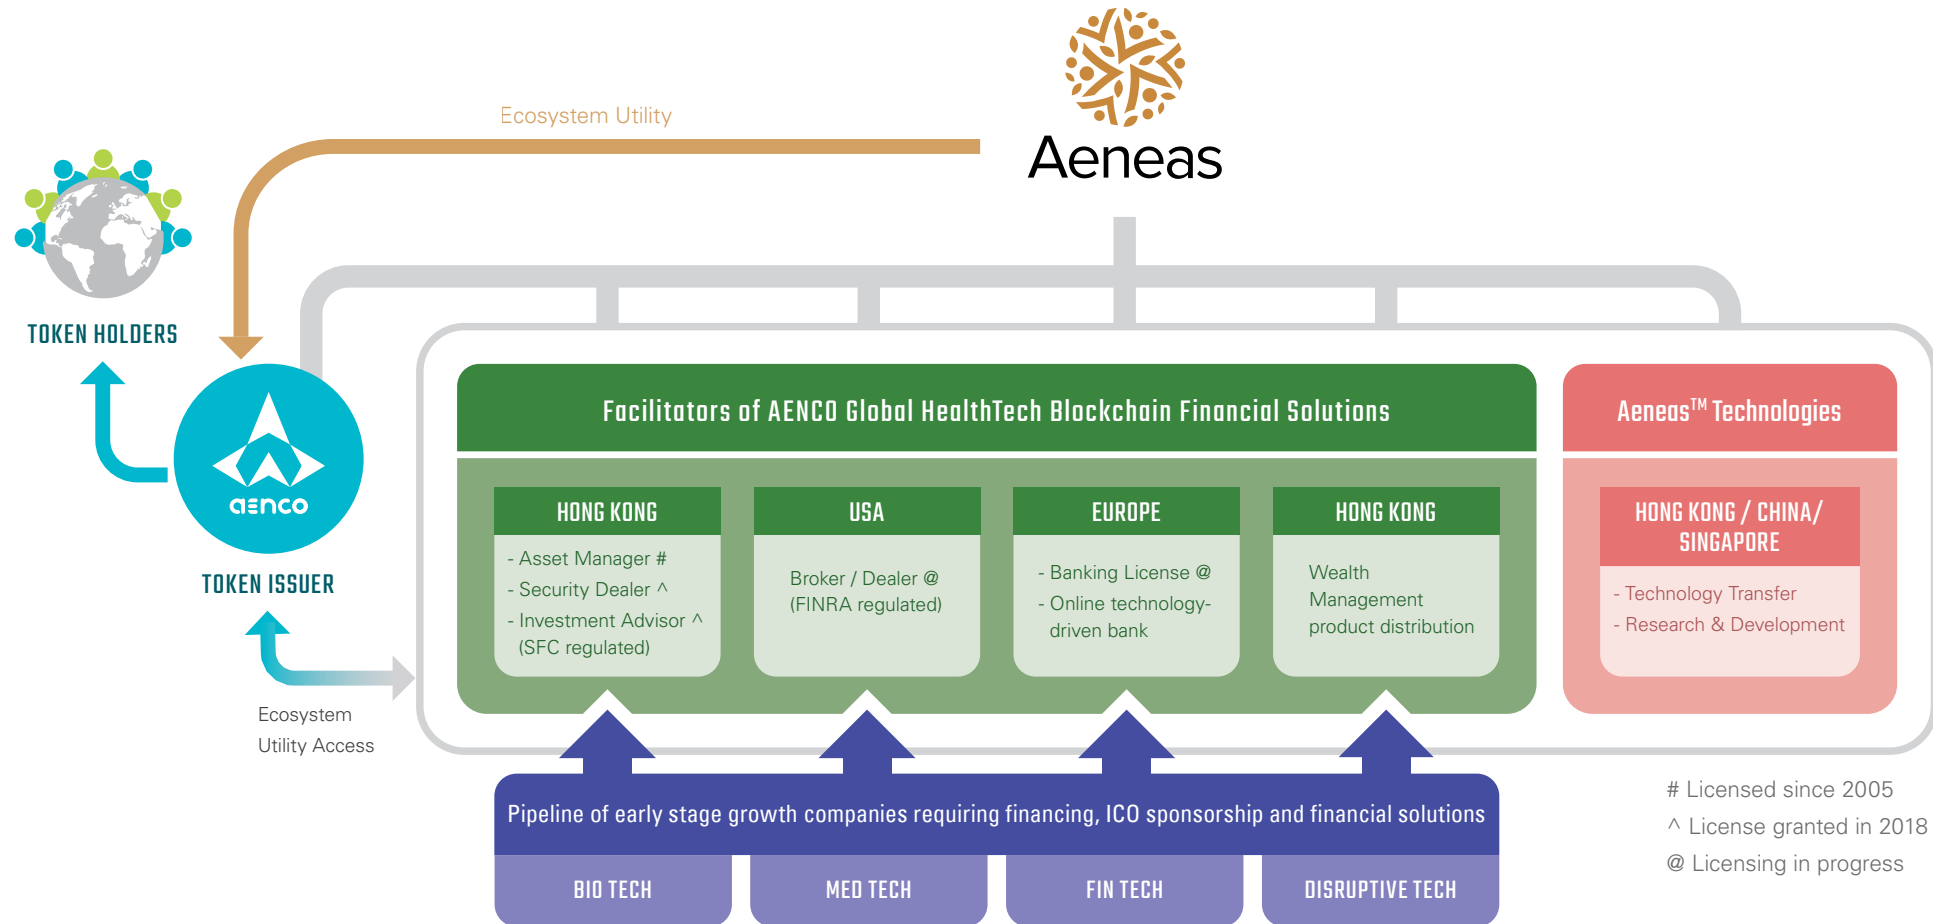 Aeneas
Ecosystem Utility
TOKEN HOLDERS
aenco
TOKEN ISSUER
Ecosystem
Utility Access
Facilitators of AENCO Global HealthTech Blockchain Financial Solutions
HONG KONG
- Asset Manager #
- Security Dealer ^
- Investment Advisor ^
(SFC regulated)
USA
Broker / Dealer @
(FINRA regulated)
EUROPE
- Banking License @
- Online technology-
driven bank
HONG KONG
Wealth
Management
product distribution
Aeneas™ Technologies
HONG KONG / CHINA/
SINGAPORE
- Technology Transfer
- Research & Development
Pipeline of early stage growth companies requiring financing, ICO sponsorship and financial solutions
BIO TECH
MED TECH
FIN TECH
DISRUPTIVE TECH
# Licensed since 2005
^ License granted in 2018
@ Licensing in progress